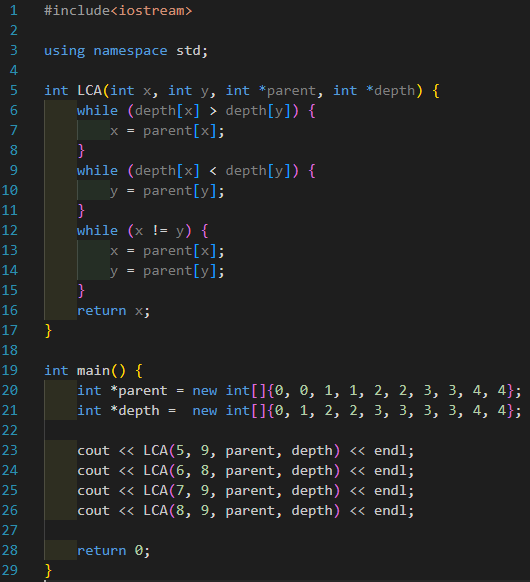 1 #include<iostream>
2
3 using namespace std;
4
5 int LCA(int x, int y, int *parent, int *depth) {
6     while (depth[x] > depth[y]) {
7         x = parent[x];
8     }
9     while (depth[x] < depth[y]) {
10         y = parent[y];
11     }
12     while (x != y) {
13         x = parent[x];
14         y = parent[y];
15     }
16     return x;
17 }
18
19 int main() {
20     int *parent = new int[]{0, 0, 1, 1, 2, 2, 3, 3, 4, 4};
21     int *depth =  new int[]{0, 1, 2, 2, 3, 3, 3, 3, 4, 4};
22
23     cout << LCA(5, 9, parent, depth) << endl;
24     cout << LCA(6, 8, parent, depth) << endl;
25     cout << LCA(7, 9, parent, depth) << endl;
26     cout << LCA(8, 9, parent, depth) << endl;
27
28     return 0;
29 }